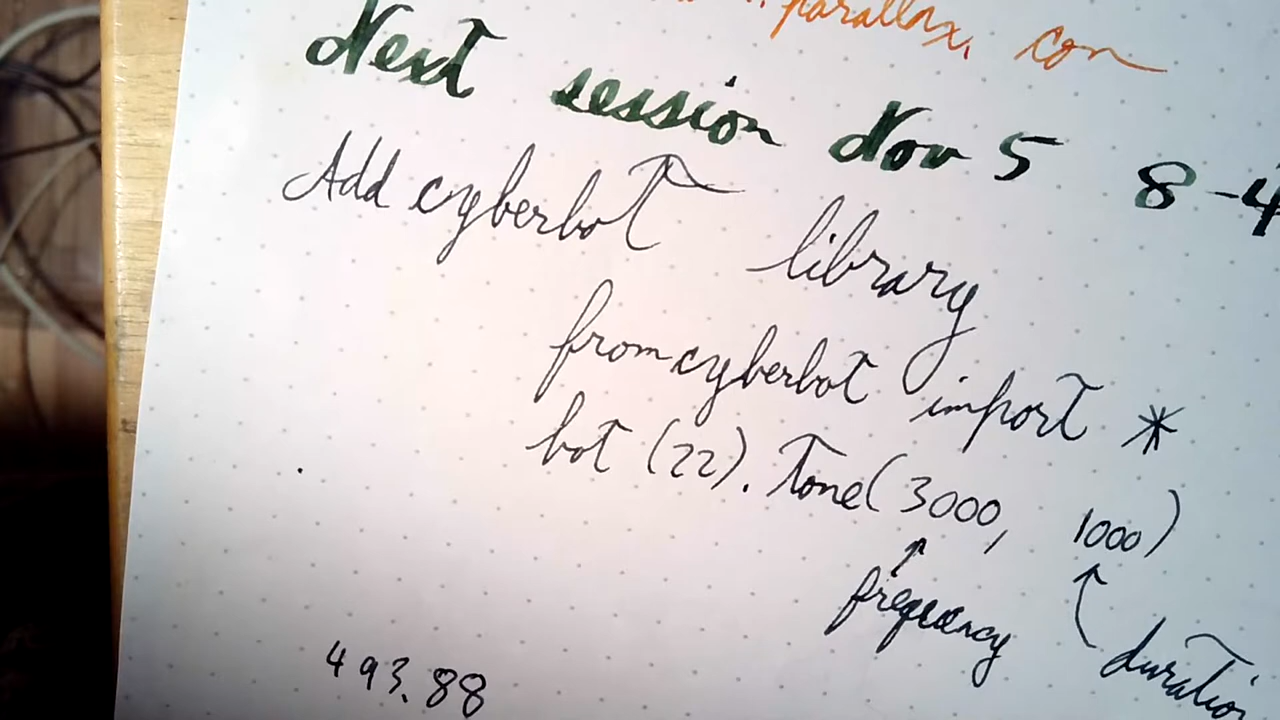 parallax, con
Next session Nov 5 8-4
Add cyberbot library
from cyberbot import *
bot (22). Tone( 3000, 1000)
frequency duration
493.88